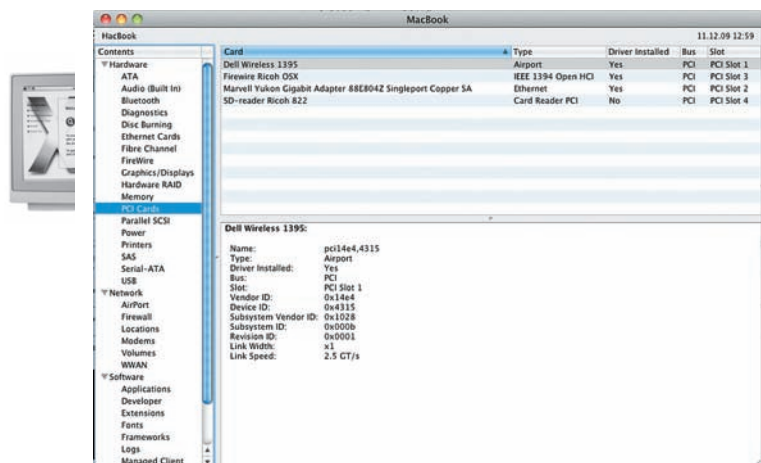 MacBook
MacBook 11.12.09 12:59
Contents
Hardware
ATA
Audio (Built In)
Bluetooth
Diagnostics
Disc Burning
Ethernet Cards
Fibre Channel
FireWire
Graphics/Displays
Hardware RAID
Memory
PCI Cards
Parallel SCSI
Power
Printers
SAS
Serial-ATA
USB
Network
AirPort
Firewall
Locations
Modems
Volumes
WWAN
Software
Applications
Developer
Extensions
Fonts
Frameworks
Logs
Managed Client
Card Type Driver Installed Bus Slot
Dell Wireless 1395 Airport Yes PCI PCI Slot 1
Firewire Ricoh OSX IEEE 1394 Open HCI Yes PCI PCI Slot 3
Marvell Yukon Gigabit Adapter 88E804Z Singleport Copper SA Ethernet Yes PCI PCI Slot 2
SD-reader Ricoh 822 Card Reader PCI No PCI PCI Slot 4
Dell Wireless 1395:
Name: pci14e4,4315
Type: Airport
Driver Installed: Yes
Bus: PCI
Slot: PCI Slot 1
Vendor ID: 0x14e4
Device ID: 0x4315
Subsystem Vendor ID: 0x1028
Subsystem ID: 0x000b
Revision ID: 0x0001
Link Width: x1
Link Speed: 2.5 GT/s